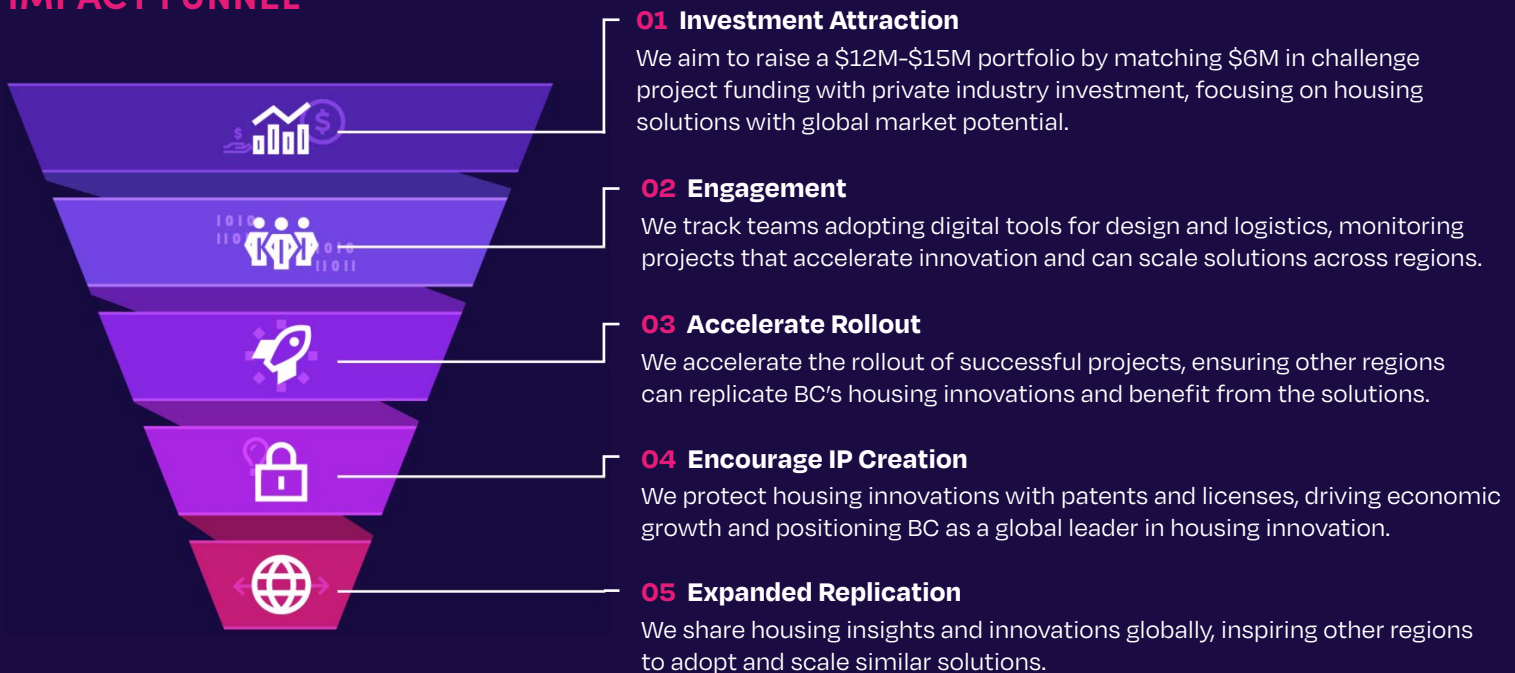 IMPACT FUNNEL
01 Investment Attraction
We aim to raise a $12M-$15M portfolio by matching $6M in challenge
project funding with private industry investment, focusing on housing
solutions with global market potential.
02 Engagement
We track teams adopting digital tools for design and logistics, monitoring
projects that accelerate innovation and can scale solutions across regions.
03 Accelerate Rollout
We accelerate the rollout of successful projects, ensuring other regions
can replicate BC’s housing innovations and benefit from the solutions.
04 Encourage IP Creation
We protect housing innovations with patents and licenses, driving economic
growth and positioning BC as a global leader in housing innovation.
05 Expanded Replication
We share housing insights and innovations globally, inspiring other regions
to adopt and scale similar solutions.
$
$
1010
1010
11011